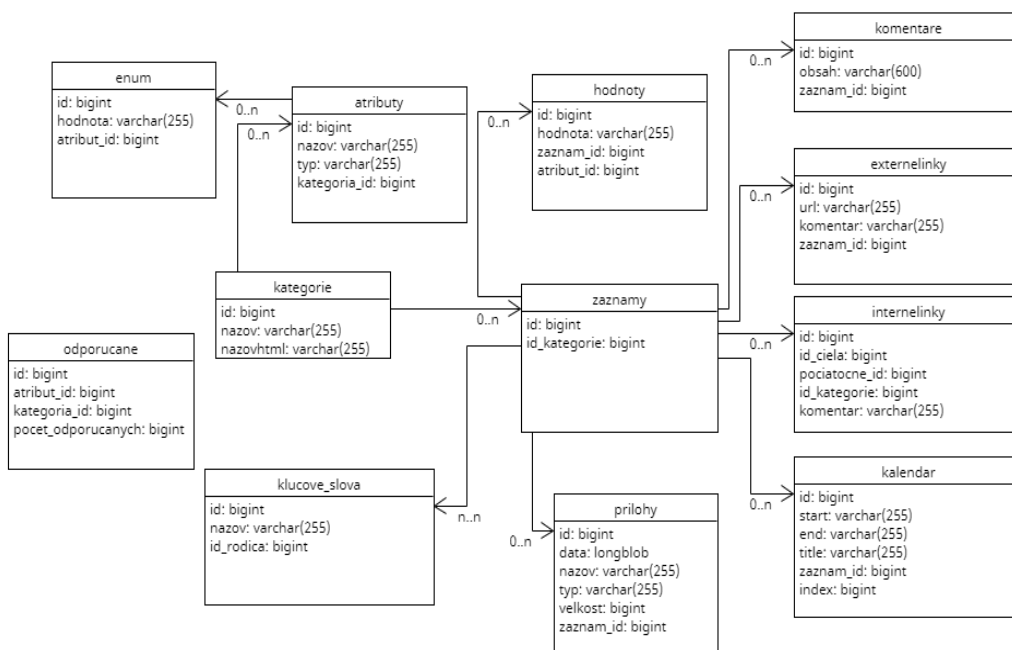 komentare
id: bigint
obsah: varchar(600)
zaznam_id: bigint
0..n
enum
id: bigint
hodnota: varchar(255)
atribut_id: bigint
0..n
0..n
atributy
id: bigint
nazov: varchar(255)
typ: varchar(255)
kategoria_id: bigint
hodnoty
id: bigint
hodnota: varchar(255)
zaznam_id: bigint
atribut_id: bigint
0..n
externelinky
id: bigint
url: varchar(255)
komentar: varchar(255)
zaznam_id: bigint
0..n
kategorie
id: bigint
nazov: varchar(255)
nazovhtml: varchar(255)
0..n
zaznamy
id: bigint
id_kategorie: bigint
internelinky
id: bigint
id_ciela: bigint
pociatocne_id: bigint
id_kategorie: bigint
komentar: varchar(255)
0..n
odporucane
id: bigint
atribut_id: bigint
kategoria_id: bigint
pocet_odporucanych: bigint
klucove_slova
id: bigint
nazov: varchar(255)
id_rodica: bigint
n..n
prilohy
id: bigint
data: longblob
nazov: varchar(255)
typ: varchar(255)
velkost: bigint
zaznam_id: bigint
0..n
kalendar
id: bigint
start: varchar(255)
end: varchar(255)
title: varchar(255)
zaznam_id: bigint
index: bigint
0..n